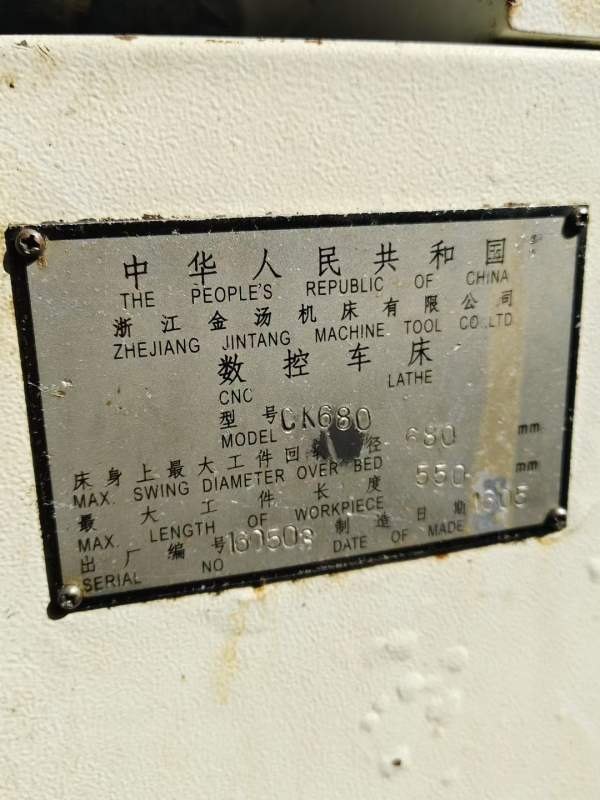 中华人民共和国
THE PEOPLE'S REPUBLIC OF CHINA
浙江金汤机床有限公司
ZHEJIANG JINTANG MACHINE TOOL CO.,LTD
数控车床
CNC LATHE
型号 CK680
MODEL
床身上最大工件回 径 680 mm
MAX. SWING DIAMETER OVER BED
最大工件长度 550 mm
MAX. LENGTH OF WORKPIECE
出厂编号 160508 制造日期 1605
SERIAL NO DATE OF MADE